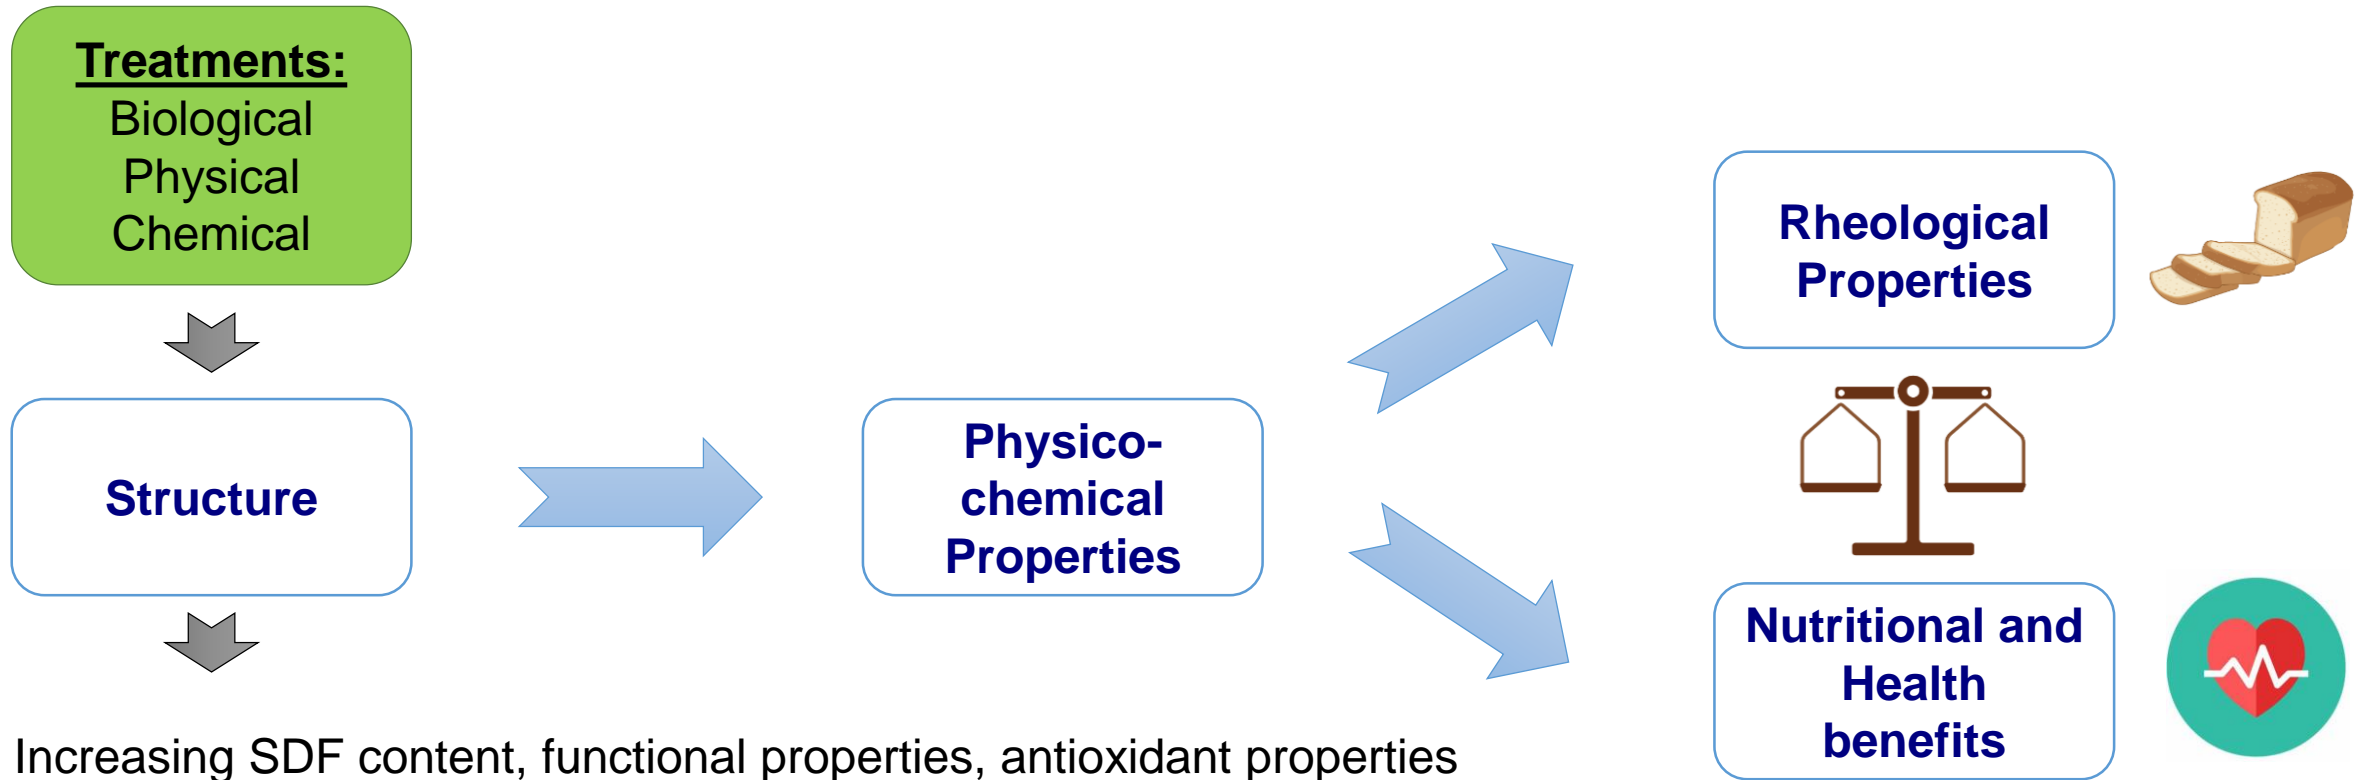 Treatments:
Biological
Physical
Chemical
Structure
Physico-
chemical
Properties
Rheological
Properties
Nutritional and
Health
benefits
Increasing SDF content, functional properties, antioxidant properties